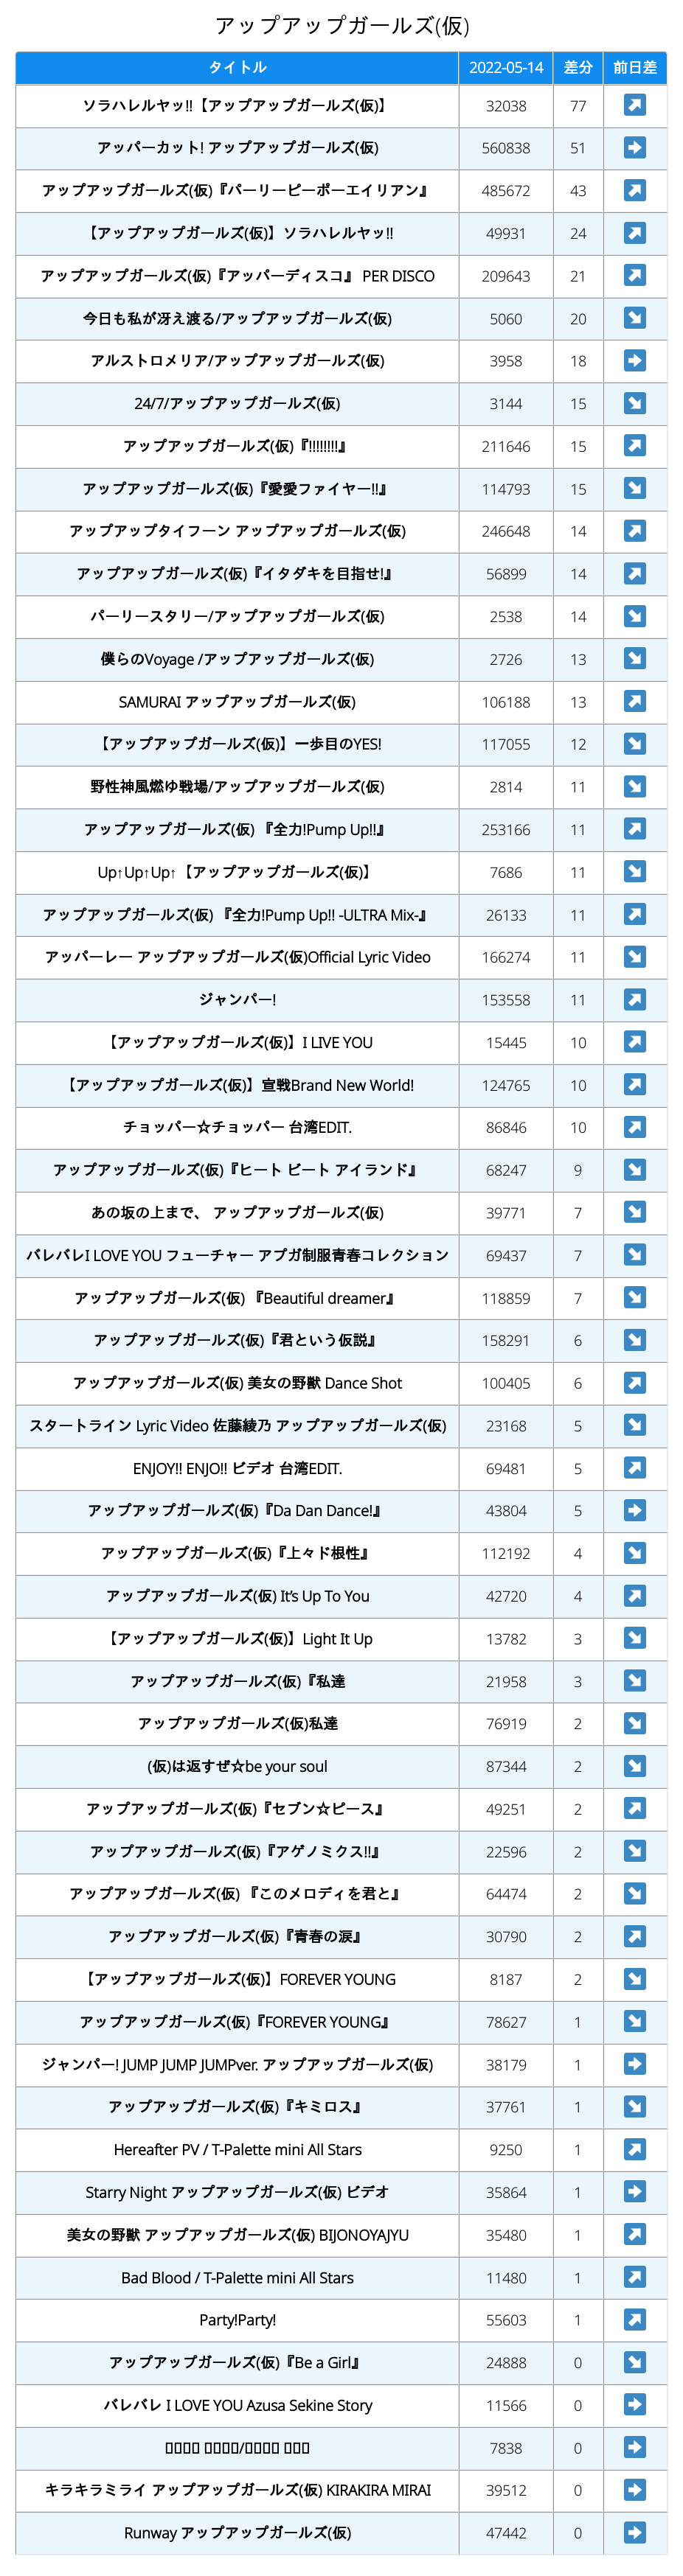 アップアップガールズ(仮)
タイトル 2022-05-14 差分 前日差
ソラハレルヤッ!!【アップアップガールズ(仮)】 32038 77 ↗
アッパーカット! アップアップガールズ(仮) 560838 51 ➡
アップアップガールズ(仮)『パーリーピーポーエイリアン』 485672 43 ↗
【アップアップガールズ(仮)】ソラハレルヤッ!! 49931 24 ↗
アップアップガールズ(仮)『アッパーディスコ』 PER DISCO 209643 21 ↗
今日も私が冴え渡る/アップアップガールズ(仮) 5060 20 ↘
アルストロメリア/アップアップガールズ(仮) 3958 18 ➡
24/7/アップアップガールズ(仮) 3144 15 ↘
アップアップガールズ(仮)『!!!!!!!!』 211646 15 ↗
アップアップガールズ(仮)『愛愛ファイヤー!!』 114793 15 ↘
アップアップタイフーン アップアップガールズ(仮) 246648 14 ↗
アップアップガールズ(仮)『イタダキを目指せ!』 56899 14 ↗
パーリースタリー/アップアップガールズ(仮) 2538 14 ↘
僕らのVoyage /アップアップガールズ(仮) 2726 13 ↘
SAMURAI アップアップガールズ(仮) 106188 13 ↗
【アップアップガールズ(仮)】一歩目のYES! 117055 12 ↘
野性神風燃ゆ戦場/アップアップガールズ(仮) 2814 11 ↘
アップアップガールズ(仮) 『全力!Pump Up!!』 253166 11 ↗
Up↑Up↑Up↑【アップアップガールズ(仮)】 7686 11 ↘
アップアップガールズ(仮) 『全力!Pump Up!! -ULTRA Mix-』 26133 11 ↗
アッパーレー アップアップガールズ(仮)Official Lyric Video 166274 11 ↘
ジャンパー! 153558 11 ↗
【アップアップガールズ(仮)】I LIVE YOU 15445 10 ↗
【アップアップガールズ(仮)】宣戦Brand New World! 124765 10 ↗
チョッパー☆チョッパー 台湾EDIT. 86846 10 ↗
アップアップガールズ(仮)『ヒート ビート アイランド』 68247 9 ↘
あの坂の上まで、 アップアップガールズ(仮) 39771 7 ↘
バレバレI LOVE YOU フューチャー アプガ制服青春コレクション 69437 7 ↘
アップアップガールズ(仮) 『Beautiful dreamer』 118859 7 ↘
アップアップガールズ(仮)『君という仮説』 158291 6 ↘
アップアップガールズ(仮) 美女の野獣 Dance Shot 100405 6 ↗
スタートライン Lyric Video 佐藤綾乃 アップアップガールズ(仮) 23168 5 ↘
ENJOY!! ENJO!! ビデオ 台湾EDIT. 69481 5 ↗
アップアップガールズ(仮)『Da Dan Dance!』 43804 5 ➡
アップアップガールズ(仮)『上々ド根性』 112192 4 ↘
アップアップガールズ(仮) It's Up To You 42720 4 ↗
【アップアップガールズ(仮)】Light It Up 13782 3 ↘
アップアップガールズ(仮)『私達 21958 3 ↘
アップアップガールズ(仮)私達 76919 2 ↘
(仮)は返すぜ☆be your soul 87344 2 ↘
アップアップガールズ(仮)『セブン☆ピース』 49251 2 ↗
アップアップガールズ(仮)『アゲノミクス!!』 22596 2 ↘
アップアップガールズ(仮) 『このメロディを君と』 64474 2 ↘
アップアップガールズ(仮)『青春の涙』 30790 2 ↗
【アップアップガールズ(仮)】FOREVER YOUNG 8187 2 ↘
アップアップガールズ(仮)『FOREVER YOUNG』 78627 1 ↘
ジャンパー! JUMP JUMP JUMPver. アップアップガールズ(仮) 38179 1 ➡
アップアップガールズ(仮)『キミロス』 37761 1 ↘
Hereafter PV / T-Palette mini All Stars 9250 1 ↗
Starry Night アップアップガールズ(仮) ビデオ 35864 1 ➡
美女の野獣 アップアップガールズ(仮) BIJONOYAJYU 35480 1 ↗
Bad Blood / T-Palette mini All Stars 11480 1 ↗
Party!Party! 55603 1 ↗
アップアップガールズ(仮)『Be a Girl』 24888 0 ↘
バレバレ I LOVE YOU Azusa Sekine Story 11566 0 ➡
7838 0 ➡
キラキラミライ アップアップガールズ(仮) KIRAKIRA MIRAI 39512 0 ➡
Runway アップアップガールズ(仮) 47442 0 ➡